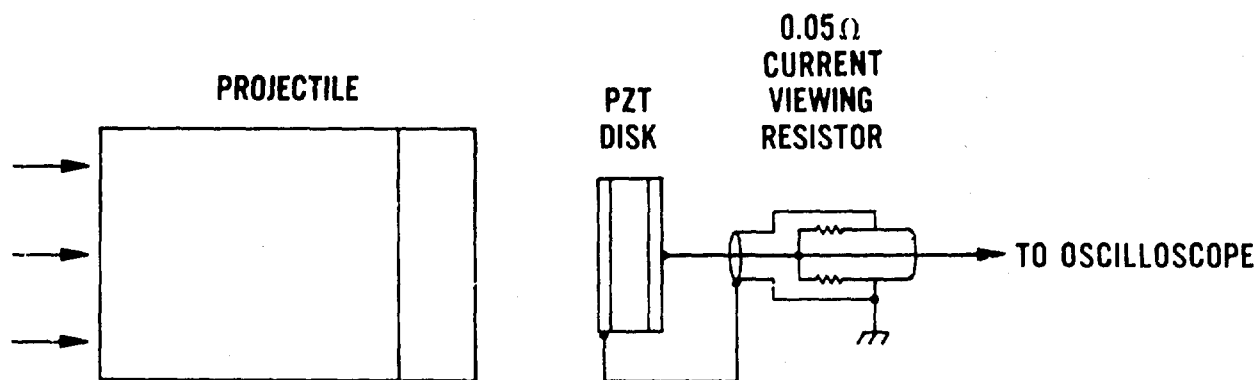 PROJECTILE
PZT
DISK
0.05Ω
CURRENT
VIEWING
RESISTOR
TO OSCILLOSCOPE